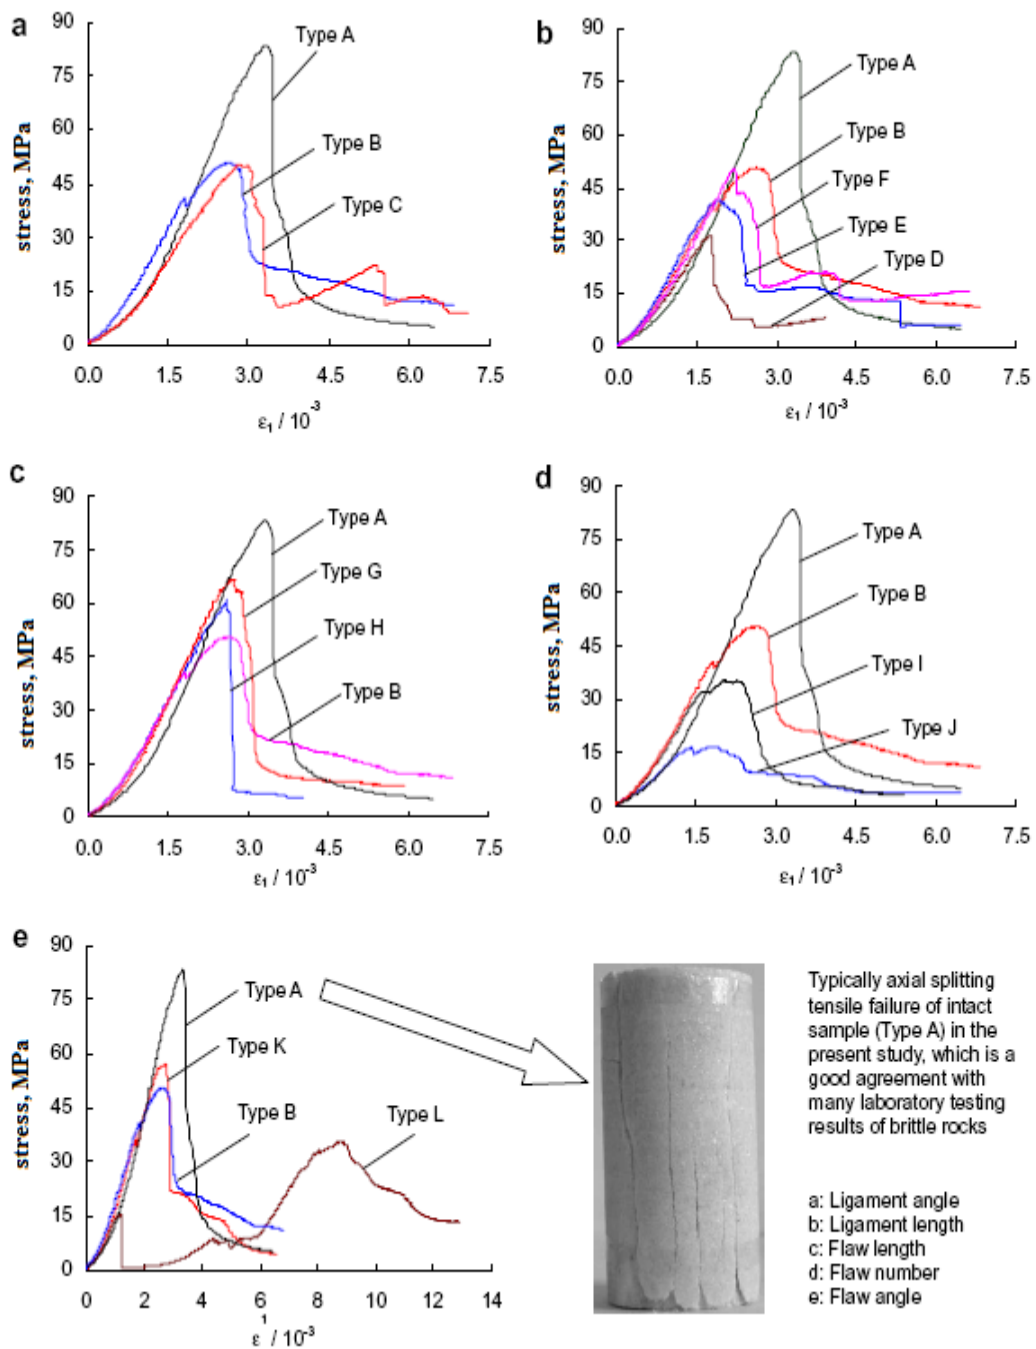 a
90
75
60
45
30
15
0
stress, MPa
Type A
Type B
Type C
0.0 1.5 3.0 4.5 6.0 7.5
ε₁ / 10⁻³
b
90
75
60
45
30
15
0
stress, MPa
Type A
Type B
Type F
Type E
Type D
0.0 1.5 3.0 4.5 6.0 7.5
ε₁ / 10⁻³
c
90
75
60
45
30
15
0
stress, MPa
Type A
Type G
Type H
Type B
0.0 1.5 3.0 4.5 6.0 7.5
ε₁ / 10⁻³
d
90
75
60
45
30
15
0
stress, MPa
Type A
Type B
Type I
Type J
0.0 1.5 3.0 4.5 6.0 7.5
ε₁ / 10⁻³
e
90
75
60
45
30
15
0
stress, MPa
Type A
Type K
Type B
Type L
0 2 4 6 8 10 12 14
ε₁ / 10⁻³
Typically axial splitting
tensile failure of intact
sample (Type A) in the
present study, which is a
good agreement with
many laboratory testing
results of brittle rocks
a: Ligament angle
b: Ligament length
c: Flaw length
d: Flaw number
e: Flaw angle